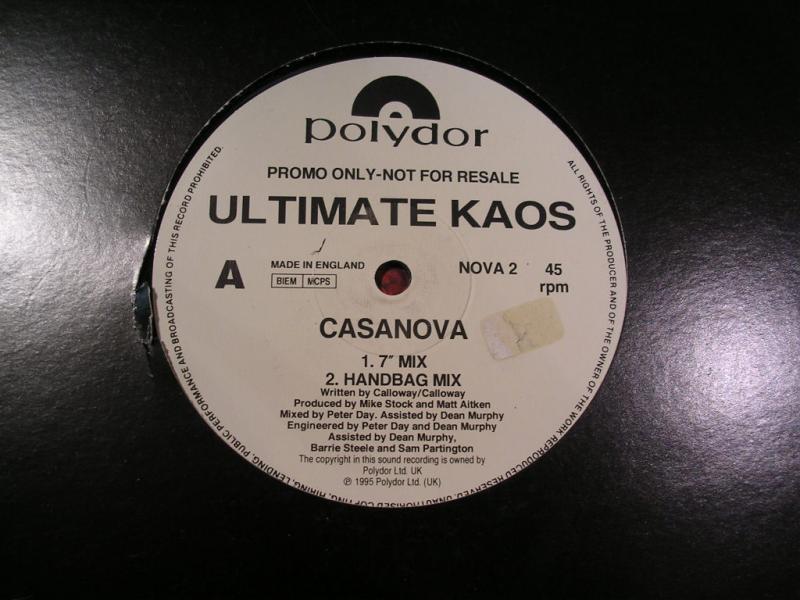 polydor
PROMO ONLY-NOT FOR RESALE
ULTIMATE KAOS
A
MADE IN ENGLAND
BIEM MCPS
NOVA 2
45
rpm
CASANOVA
1. 7" MIX
2. HANDBAG MIX
Written by Calloway/Calloway
Produced by Mike Stock and Matt Aitken
Mixed by Peter Day. Assisted by Dean Murphy
Engineered by Peter Day and Dean Murphy
Assisted by Dean Murphy,
Barrie Steele and Sam Partington
The copyright in this sound recording is owned by
Polydor Ltd. UK
℗ 1995 Polydor Ltd. (UK)
ALL RIGHTS OF THE PRODUCER AND OF THE OWNER OF THE WORK REPRODUCED RESERVED. UNAUTHORISED COPYING, HIRING, LENDING, PUBLIC PERFORMANCE AND BROADCASTING OF THIS RECORD PROHIBITED.